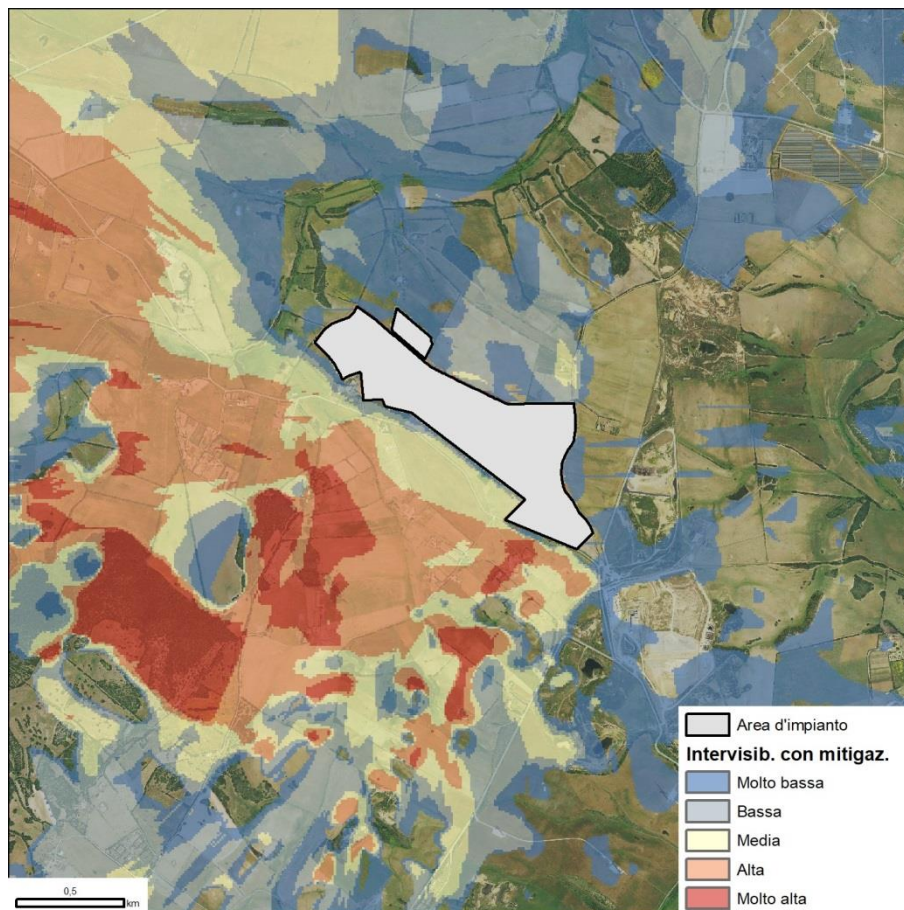 Area d'impianto
Intervisib. con mitigaz.
Molto bassa
Bassa
Media
Alta
Molto alta
0,5
km